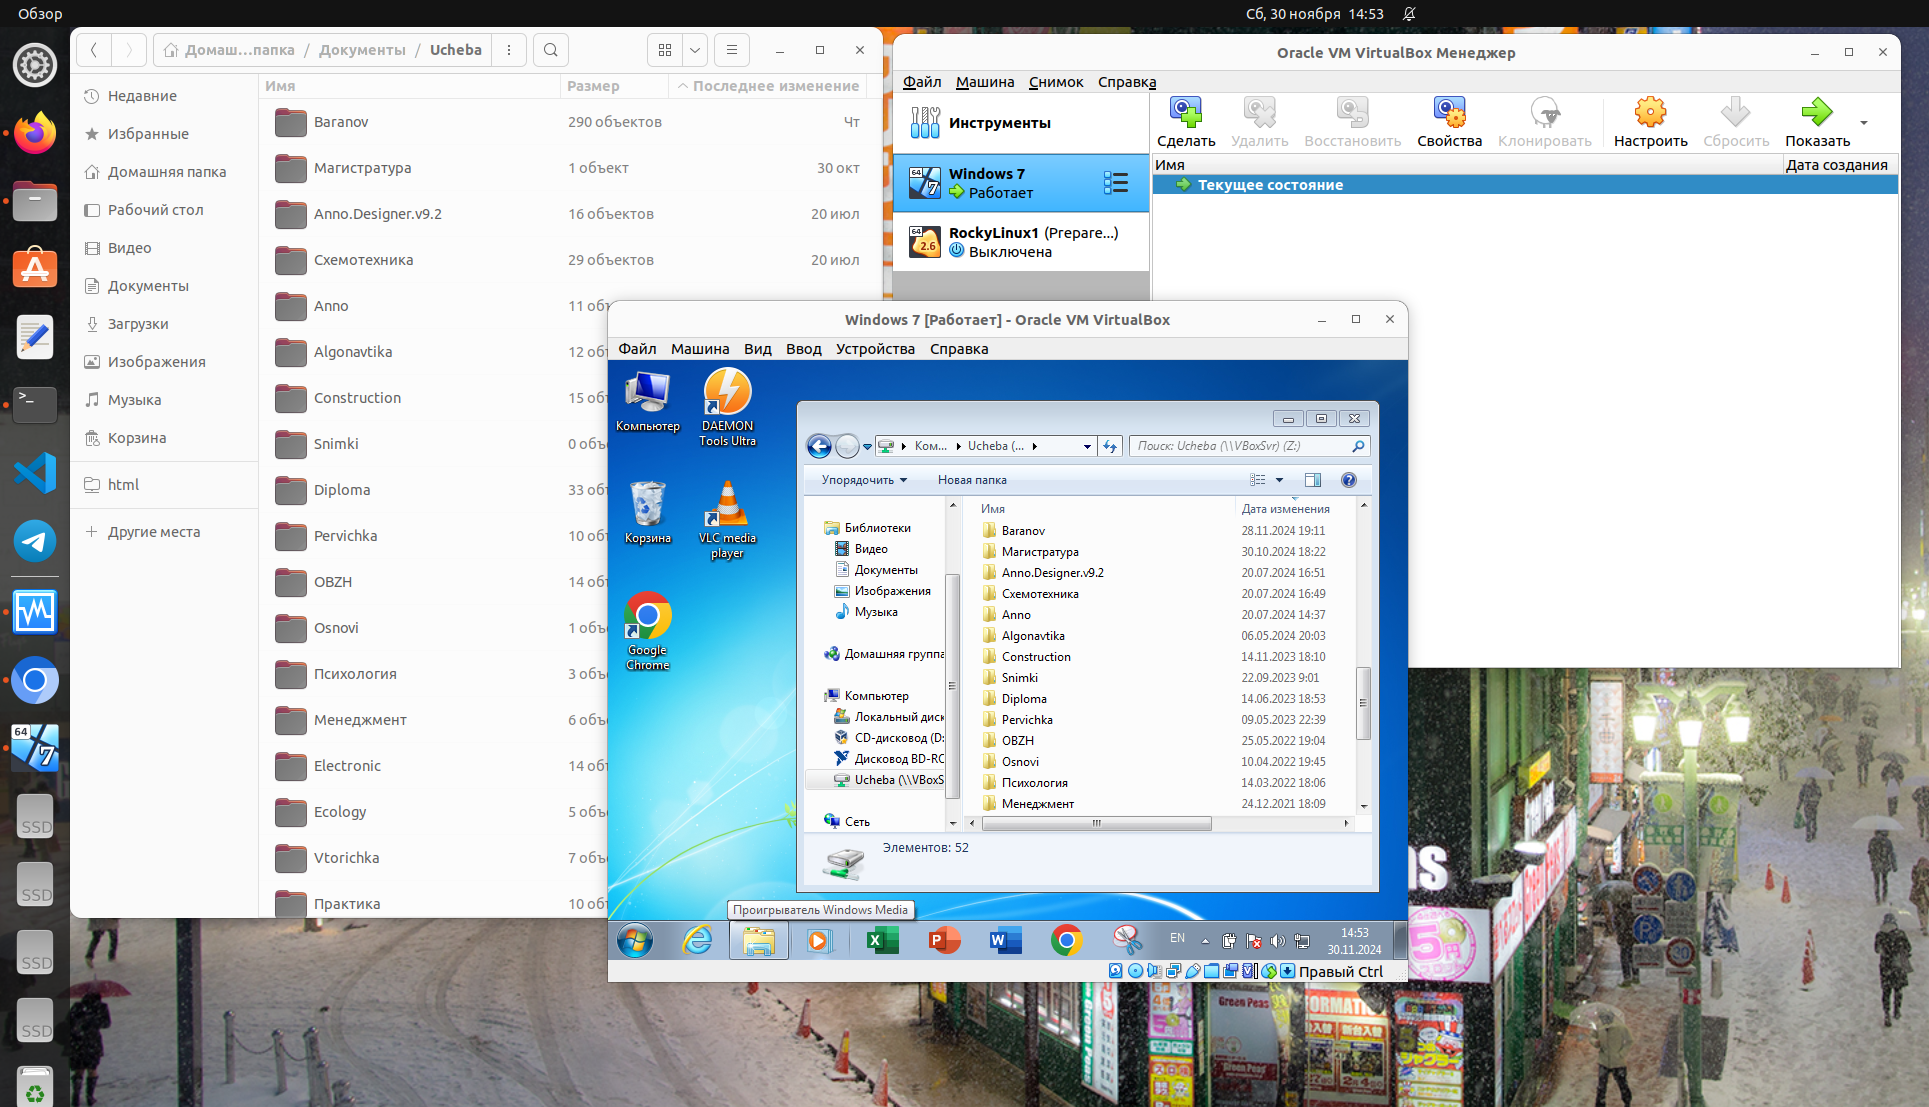 Обзор
Сб, 30 ноября 14:53
Домаш...папка / Документы / Ucheba
Имя
Размер
Последнее изменение
Недавние
Избранные
Домашняя папка
Рабочий стол
Видео
Документы
Загрузки
Изображения
Музыка
Корзина
html
Другие места
Baranov 290 объектов Чт
Магистратура 1 объект 30 окт
Anno.Designer.v9.2 16 объектов 20 июл
Схемотехника 29 объектов 20 июл
Anno 11 об
Algonavtika 12 об
Construction 15 об
Snimki 0 объ
Diploma 33 об
Pervichka 10 об
OBZH 14 об
Osnovi 1 объ
Психология 3 объ
Менеджмент 6 объ
Electronic 14 об
Ecology 5 объ
Vtorichka 7 объ
Практика 10 об
Oracle VM VirtualBox Менеджер
Файл Машина Снимок Справка
Инструменты
64
7
Windows 7
Работает
64
2.6
RockyLinux1 (Prepare...)
Выключена
Сделать Удалить Восстановить Свойства Клонировать Настроить Сбросить Показать
Имя
Дата создания
Текущее состояние
Windows 7 [Работает] - Oracle VM VirtualBox
Файл Машина Вид Ввод Устройства Справка
Компьютер
DAEMON
Tools Ultra
Корзина
VLC media
player
Google
Chrome
Ком... Ucheba (...
Поиск: Ucheba (\\VBoxSvr) (Z:)
Упорядочить
Новая папка
Библиотеки
Видео
Документы
Изображения
Музыка
Домашняя группа
Компьютер
Локальный диск
CD-дисковод (D:
Дисковод BD-RO
Ucheba (\\VBoxS
Сеть
Имя Дата изменения
Baranov 28.11.2024 19:11
Магистратура 30.10.2024 18:22
Anno.Designer.v9.2 20.07.2024 16:51
Схемотехника 20.07.2024 16:49
Anno 20.07.2024 14:37
Algonavtika 06.05.2024 20:03
Construction 14.11.2023 18:10
Snimki 22.09.2023 9:01
Diploma 14.06.2023 18:53
Pervichka 09.05.2023 22:39
OBZH 25.05.2022 19:04
Osnovi 10.04.2022 19:45
Психология 14.03.2022 18:06
Менеджмент 24.12.2021 18:09
Элементов: 52
Проигрыватель Windows Media
EN
14:53
30.11.2024
Правый Ctrl
64
7
SSD
SSD
SSD
SSD
Green Peas
Green Peas